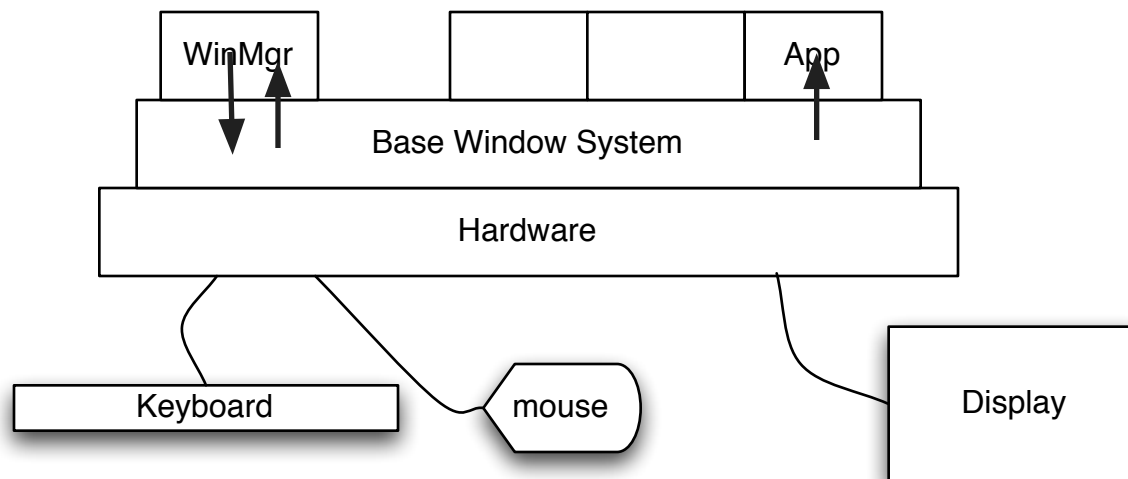 WinMgr
App
Base Window System
Hardware
Keyboard
mouse
Display